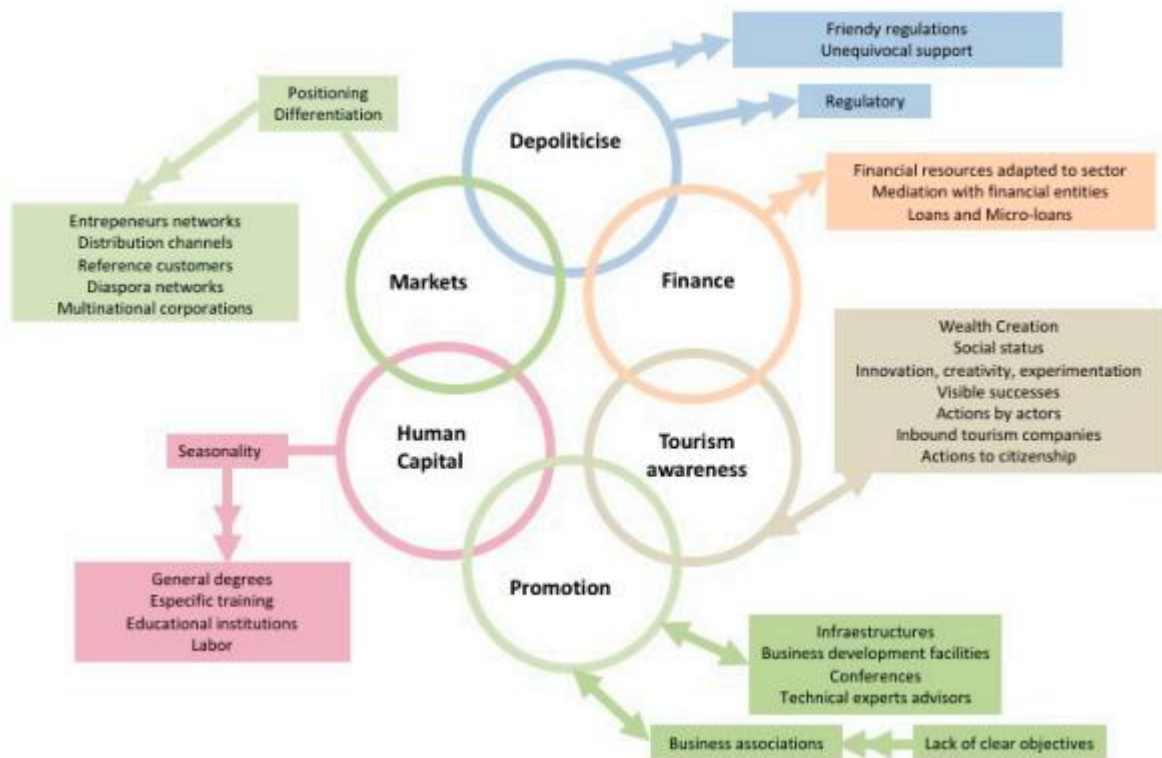 Friendy regulations
Unequivocal support
Positioning
Differentiation
Regulatory
Depoliticise
Financial resources adapted to sector
Mediation with financial entities
Loans and Micro-loans
Entrepeneurs networks
Distribution channels
Reference customers
Diaspora networks
Multinational corporations
Markets
Finance
Wealth Creation
Social status
Innovation, creativity, experimentation
Visible successes
Actions by actors
Inbound tourism companies
Actions to citizenship
Seasonality
Human
Capital
Tourism
awareness
General degrees
Especific training
Educational institutions
Labor
Promotion
Infraestructures
Business development facilities
Conferences
Technical experts advisors
Business associations
Lack of clear objectives